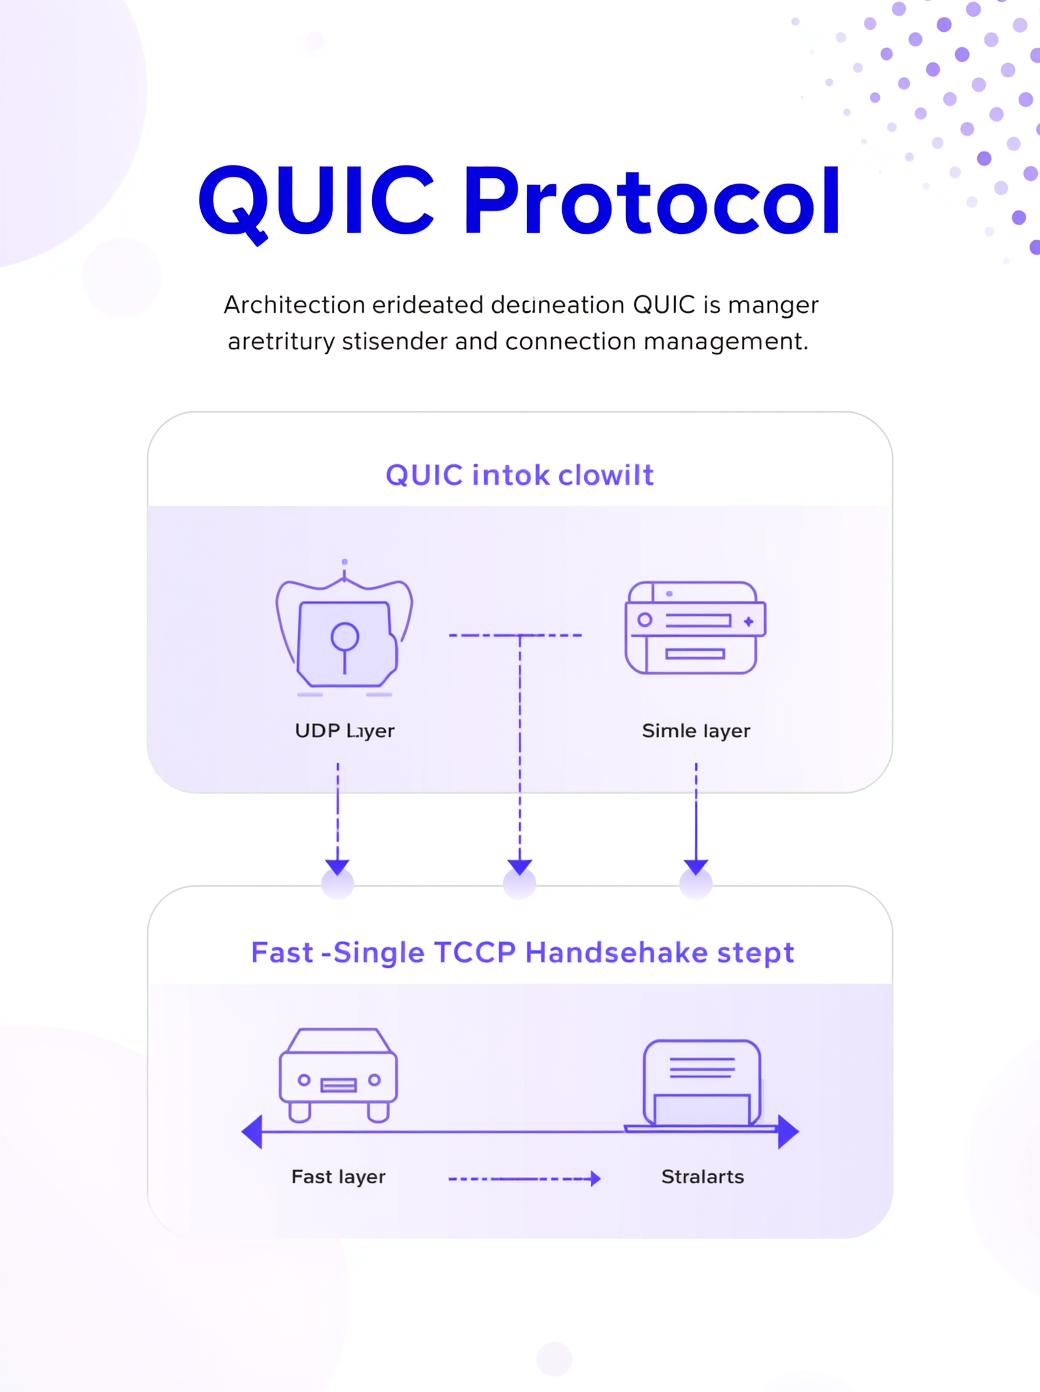 QUIC Protocol
Architection erideated decineation QUIC is manger
aretritury stisender and connection management.
QUIC intok clowilt
UDP Layer
Simle layer
Fast -Single TCCP Handsehake stept
Fast layer
Stralarts